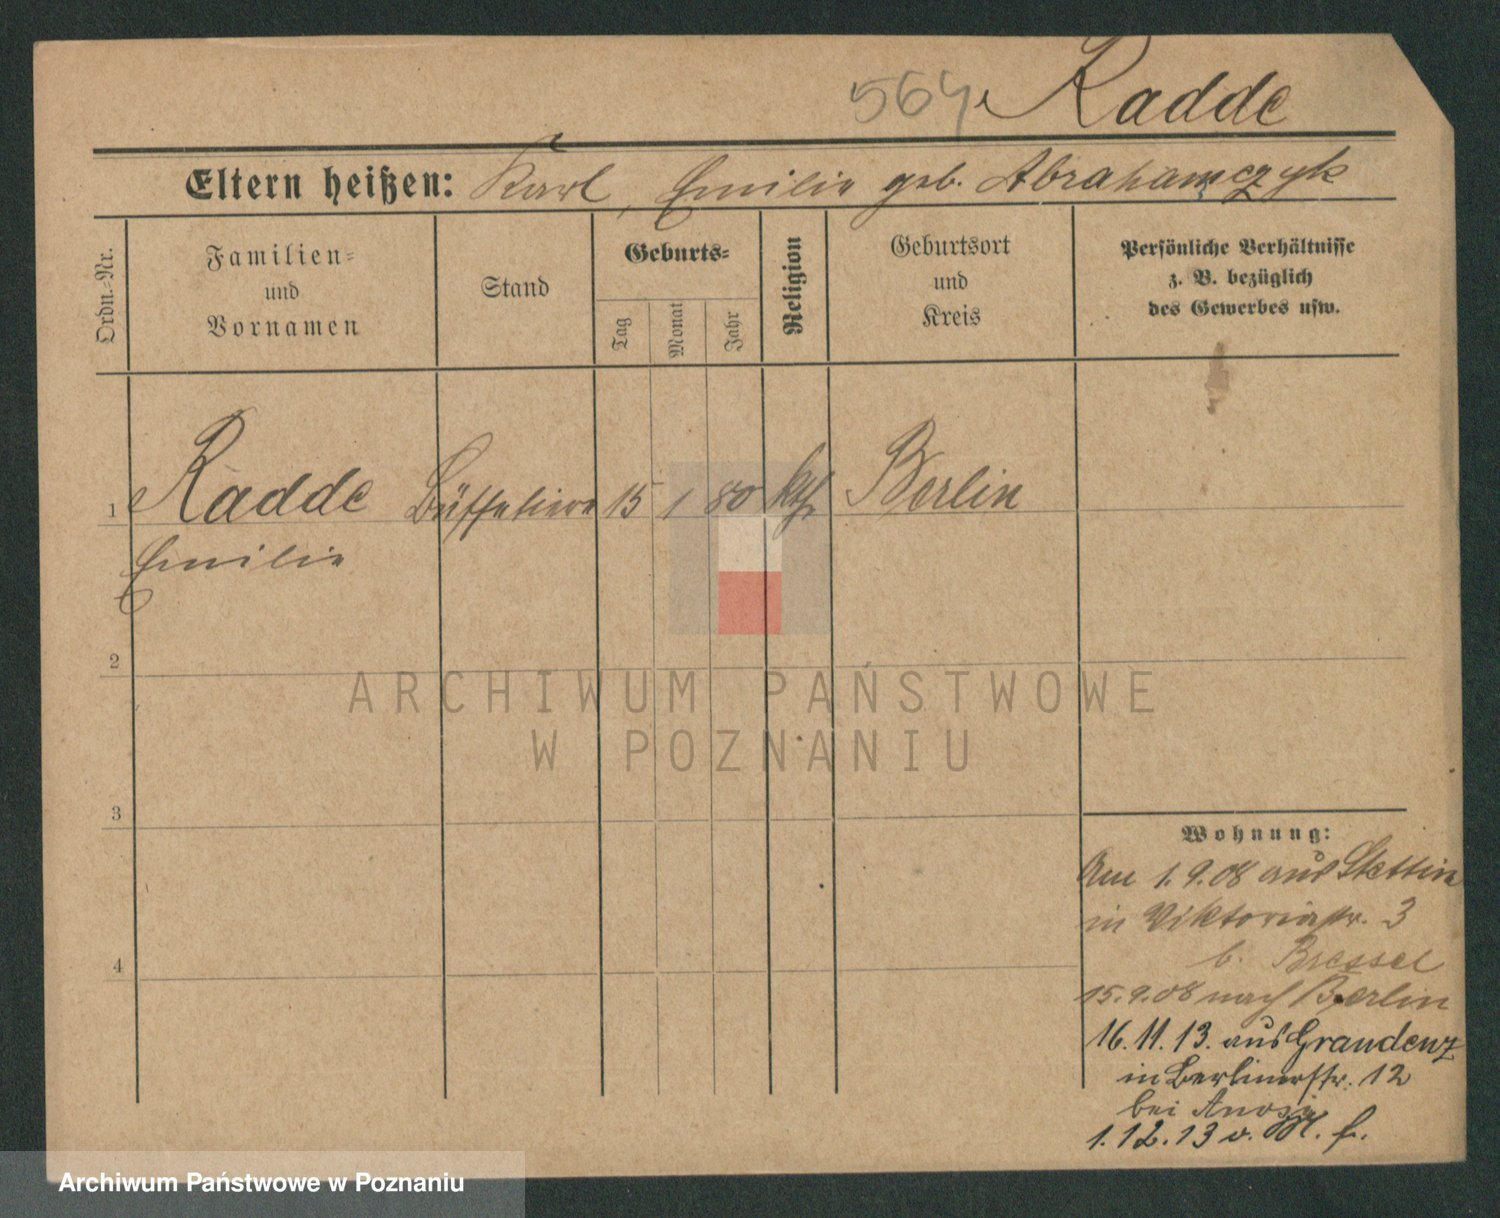 564 Radde
Eltern heißen: Karl, Emilie geb. Abrahamczyk
Ordn.-Nr.
Familien-
und
Vornamen
Stand
Geburts-
Tag
Monat
Jahr
Religion
Geburtsort
und
Kreis
Persönliche Verhältnisse
z. B. bezüglich
des Gewerbes usw.
1 Radde Büffetiere 15 1 80 kth Berlin
Emilie
2
3
4
ARCHIWUM PAŃSTWOWE
W POZNANIU
Wohnung:
Am 1.9.08 aus Stettin
in Viktoriastr. 3
b. Bressel
15.9.08 nach Berlin
16.11.13. aus Graudenz
in Berlinerstr. 12
bei
1.12.13 v.
Archiwum Państwowe w Poznaniu